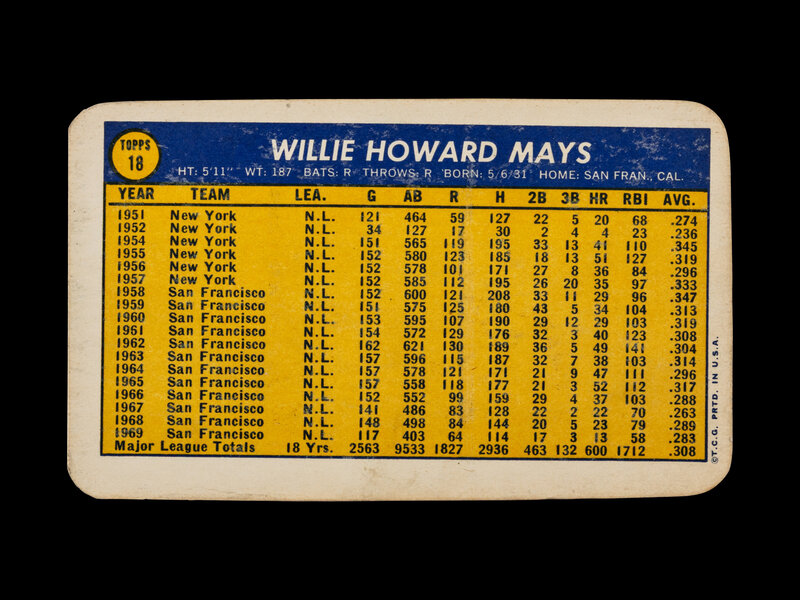 TOPPS
18
WILLIE HOWARD MAYS
HT: 5'11" WT: 187 BATS: R THROWS: R BORN: 5/6/31 HOME: SAN FRAN., CAL.
YEAR TEAM LEA. G AB R H 2B 3B HR RBI AVG.
1951 New York N.L. 121 464 59 127 22 5 20 68 .274
1952 New York N.L. 34 127 17 30 2 4 4 23 .236
1954 New York N.L. 151 565 119 195 33 13 41 110 .345
1955 New York N.L. 152 580 123 185 18 13 51 127 .319
1956 New York N.L. 152 578 101 171 27 8 36 84 .296
1957 New York N.L. 152 585 112 195 26 20 35 97 .333
1958 San Francisco N.L. 152 600 121 208 33 11 29 96 .347
1959 San Francisco N.L. 151 575 125 180 43 5 34 104 .313
1960 San Francisco N.L. 153 595 107 190 29 12 29 103 .319
1961 San Francisco N.L. 154 572 129 176 32 3 40 123 .308
1962 San Francisco N.L. 162 621 130 189 36 5 49 141 .304
1963 San Francisco N.L. 157 596 115 187 32 7 38 103 .314
1964 San Francisco N.L. 157 578 121 171 21 9 47 111 .296
1965 San Francisco N.L. 157 558 118 177 21 3 52 112 .317
1966 San Francisco N.L. 152 552 99 159 29 4 37 103 .288
1967 San Francisco N.L. 141 486 83 128 22 2 22 70 .263
1968 San Francisco N.L. 148 498 84 144 20 5 23 79 .289
1969 San Francisco N.L. 117 403 64 114 17 3 13 58 .283
Major League Totals 18 Yrs. 2563 9533 1827 2936 463 132 600 1712 .308
©T.C.G. PRTD. IN U.S.A.